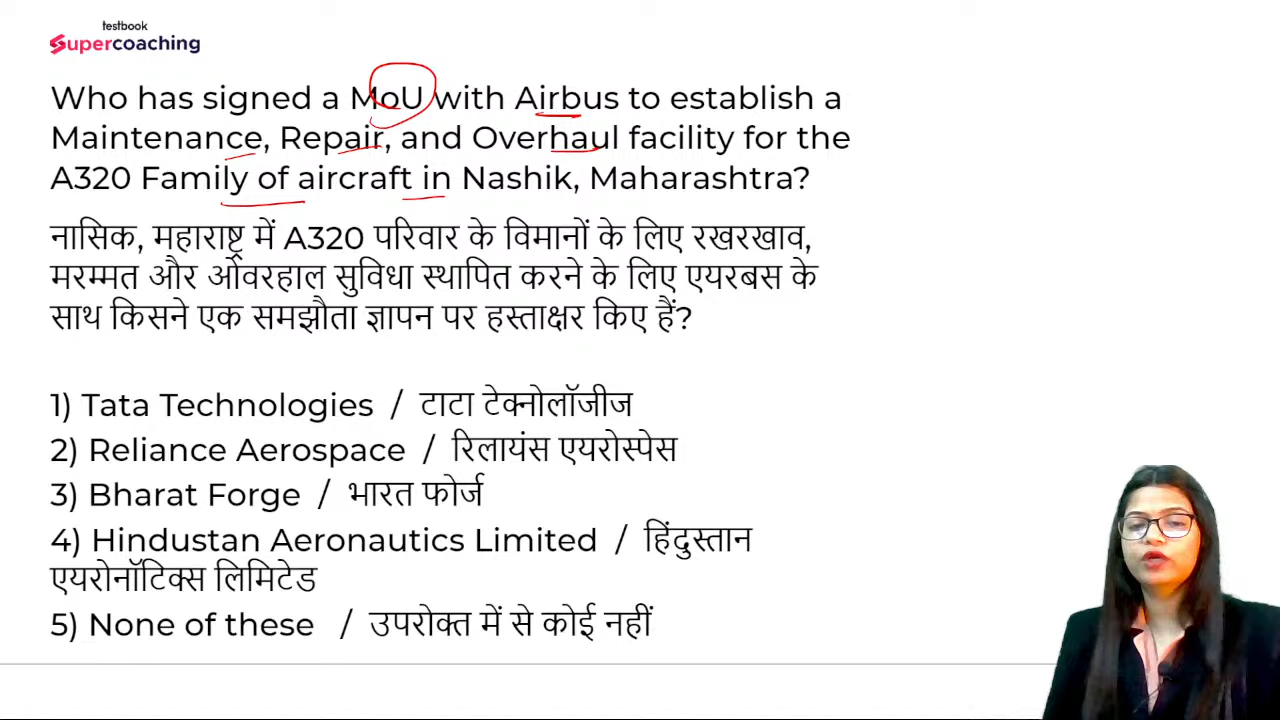 testbook
Supercoaching
Who has signed a MoU with Airbus to establish a
Maintenance, Repair, and Overhaul facility for the
A320 Family of aircraft in Nashik, Maharashtra?
नासिक, महाराष्ट्र में A320 परिवार के विमानों के लिए रखरखाव,
मरम्मत और ओवरहाल सुविधा स्थापित करने के लिए एयरबस के
साथ किसने एक समझौता ज्ञापन पर हस्ताक्षर किए हैं?
1) Tata Technologies / टाटा टेक्नोलॉजीज
2) Reliance Aerospace / रिलायंस एयरोस्पेस
3) Bharat Forge / भारत फोर्ज
4) Hindustan Aeronautics Limited / हिंदुस्तान
एयरोनॉटिक्स लिमिटेड
5) None of these / उपरोक्त में से कोई नहीं